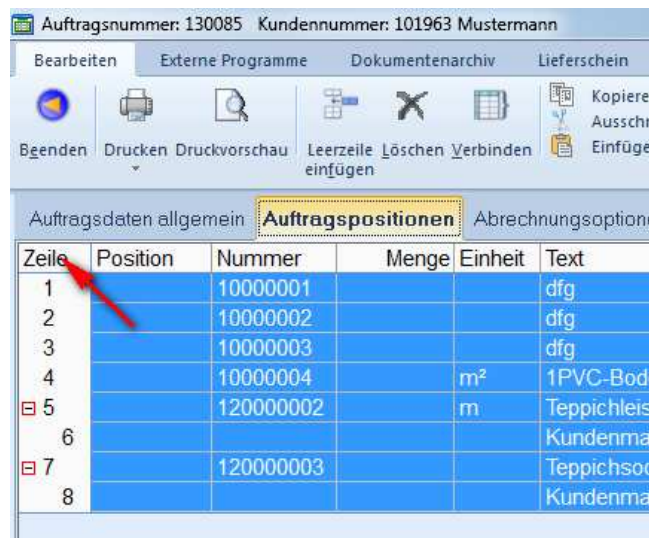 Auftragsnummer: 130085 Kundennummer: 101963 Mustermann
Bearbeiten Externe Programme Dokumentenarchiv Lieferschein
Kopiere
Ausschn
Einfüge
Beenden Drucken Druckvorschau Leerzeile einfügen Löschen Verbinden
Auftragsdaten allgemein Auftragspositionen Abrechnungsoptione
Zeile Position Nummer Menge Einheit Text
1 10000001 dfg
2 10000002 dfg
3 10000003 dfg
4 10000004 m² 1PVC-Bod
5 120000002 m Teppichleis
6 Kundenma
7 120000003 Teppichsoc
8 Kundenma